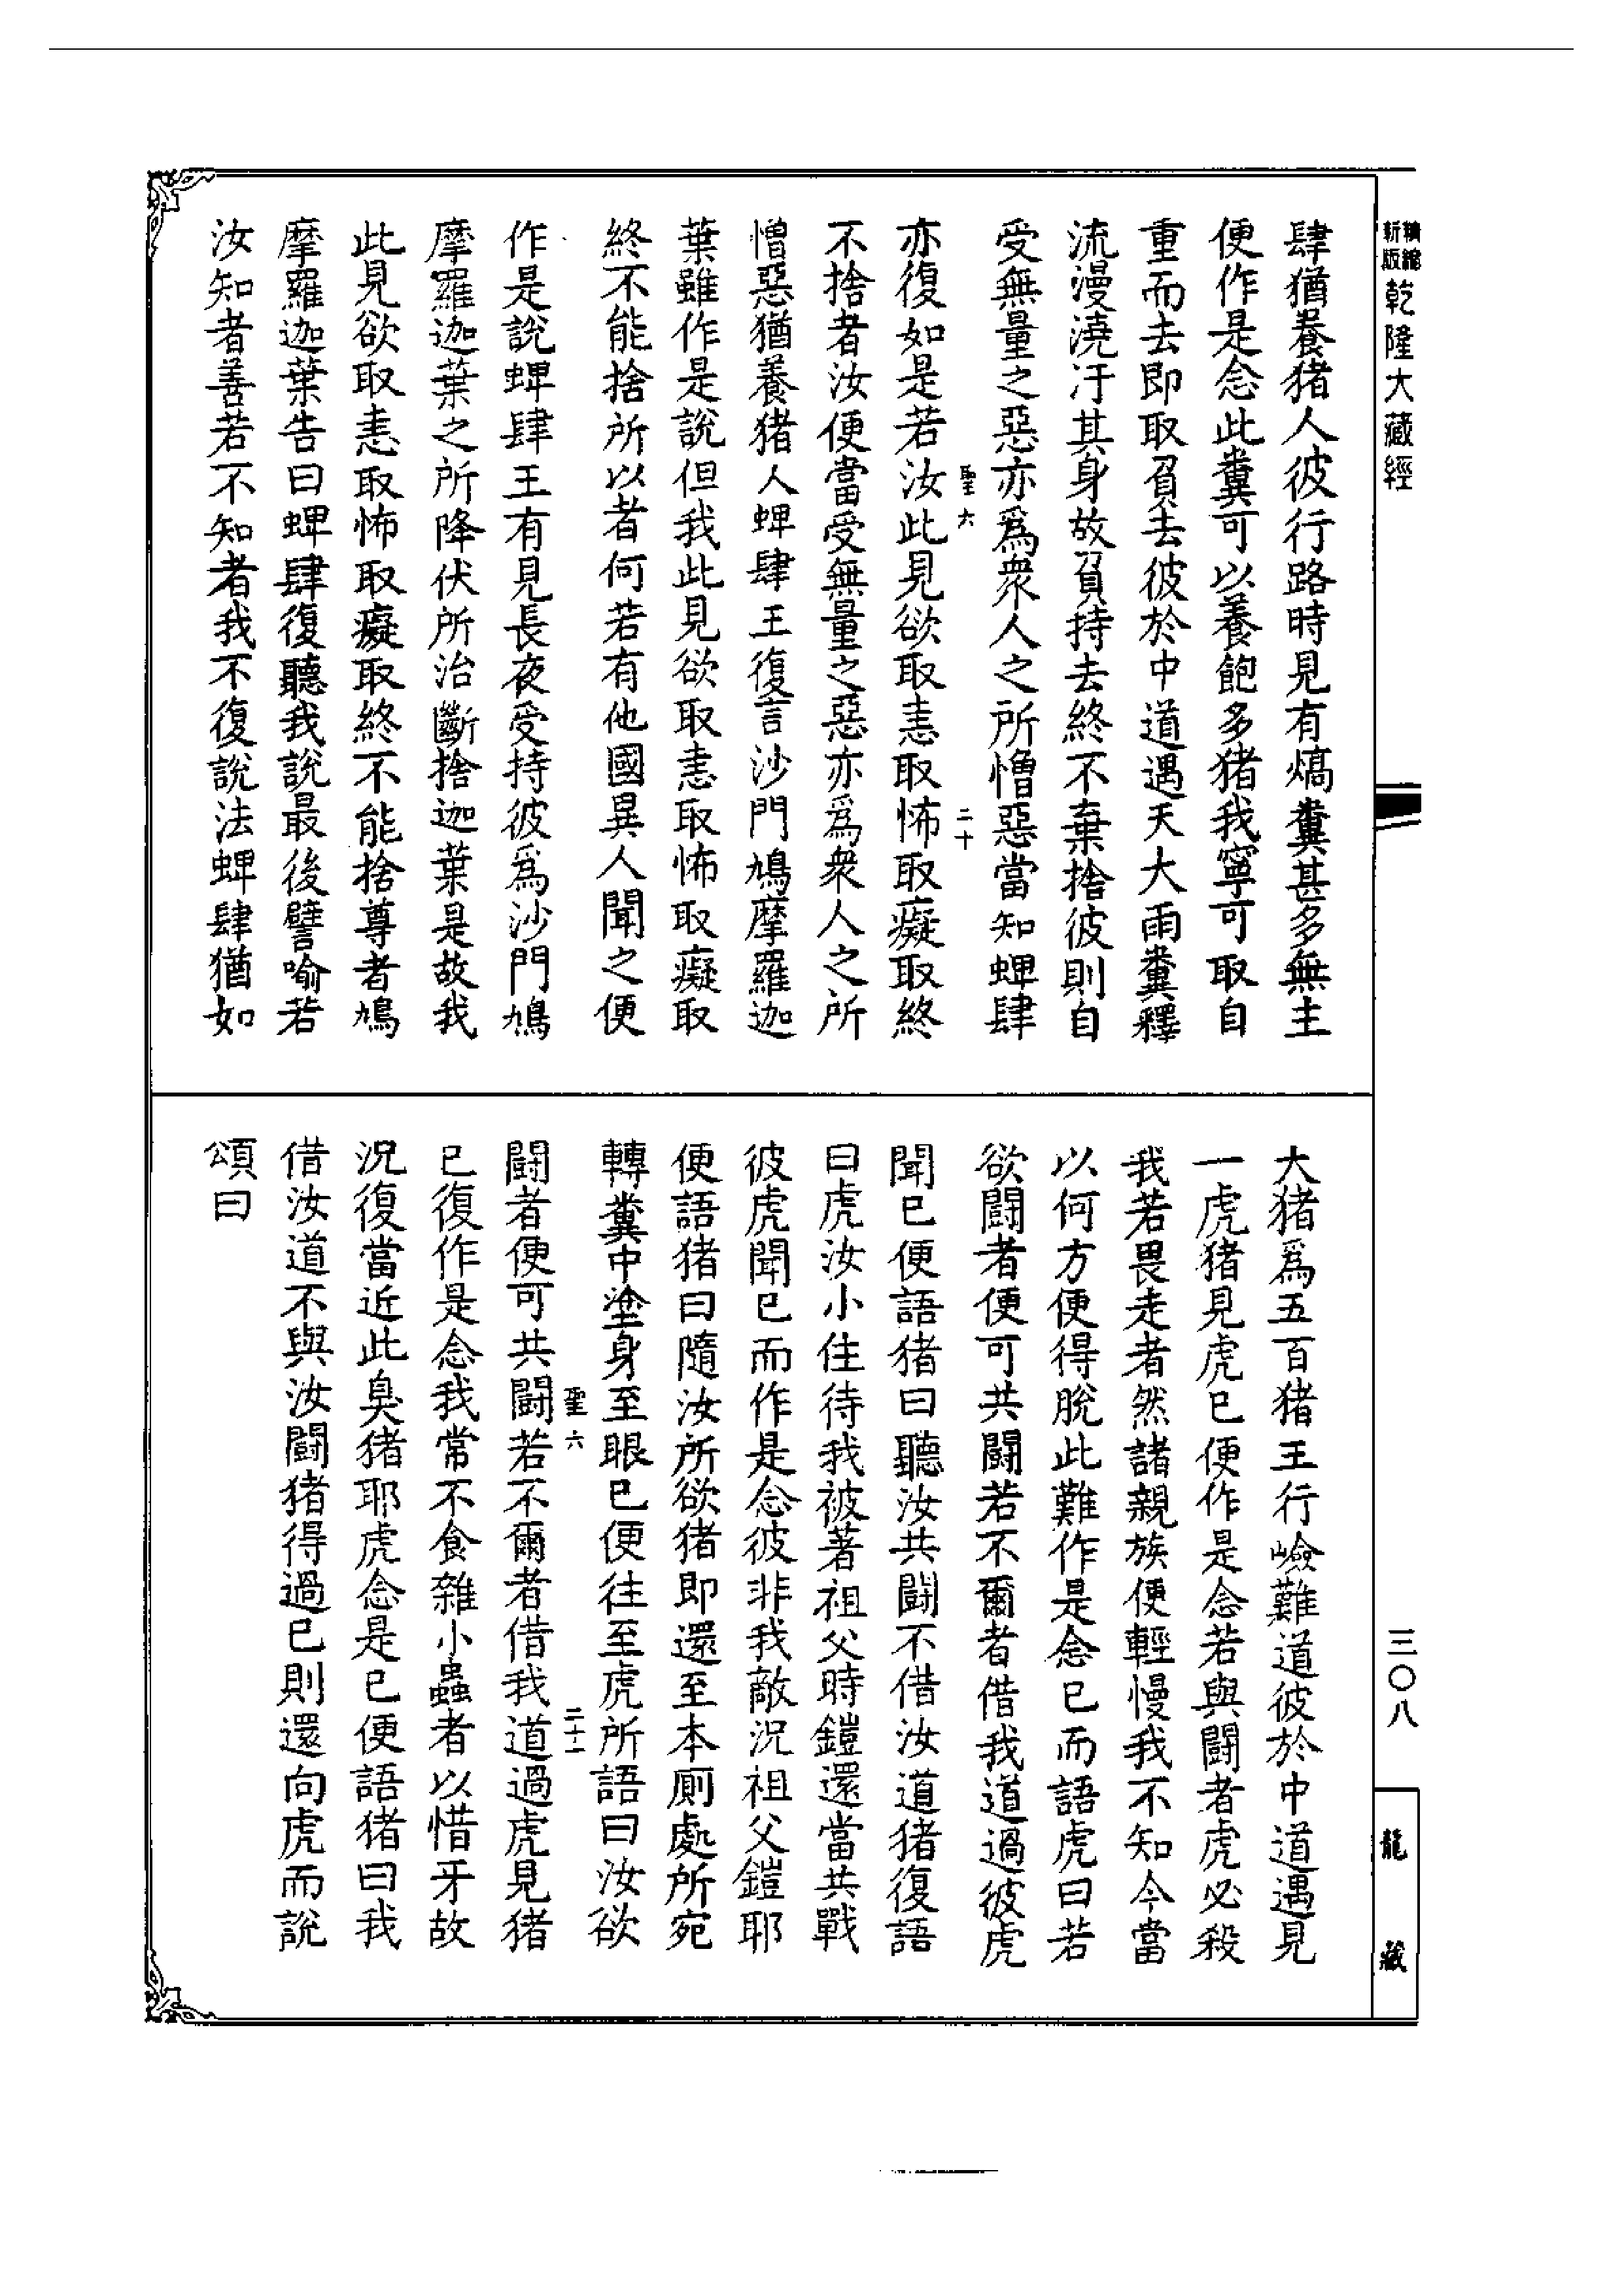 精縮新版乾隆大藏經
肆猶養猪人彼行路時見有熇糞甚多無主
便作是念此糞可以養飽多猪我寧可取自
重而去即取負去彼於中道遇天大雨糞釋
流漫澆汙其身故負持去終不棄捨彼則自
受無量之惡亦爲衆人之所憎惡當知蜱肆
聖六 二十
亦復如是若汝此見欲取恚取怖取癡取終
不捨者汝便當受無量之惡亦爲衆人之所
憎惡猶養猪人蜱肆王復言沙門鳩摩羅迦
葉雖作是說但我此見欲取恚取怖取癡取
終不能捨所以者何若有他國異人聞之便
作是說蜱肆王有見長夜受持彼爲沙門鳩
摩羅迦葉之所降伏所治斷捨迦葉是故我
此見欲取恚取怖取癡取終不能捨尊者鳩
摩羅迦葉告曰蜱肆復聽我說最後譬喻若
汝知者善若不知者我不復說法蜱肆猶如
大猪爲五百猪王行嶮難道彼於中道遇見
一虎猪見虎已便作是念若與鬪者虎必殺
我若畏走者然諸親族便輕慢我不知今當
以何方便得脫此難作是念已而語虎曰若
欲鬪者便可共鬪若不爾者借我道過彼虎
聞已便語猪曰聽汝共鬪不借汝道猪復語
曰虎汝小住待我被著祖父時鎧還當共戰
彼虎聞已而作是念彼非我敵況祖父鎧耶
便語猪曰隨汝所欲猪即還至本廁處所宛
轉糞中塗身至眼已便往至虎所語曰汝欲
聖六 二十一
鬪者便可共鬪若不爾者借我道過虎見猪
已復作是念我常不食雜小蟲者以惜牙故
況復當近此臭猪耶虎念是已便語猪曰我
借汝道不與汝鬪猪得過已則還向虎而說
頌曰
三〇八
龍藏